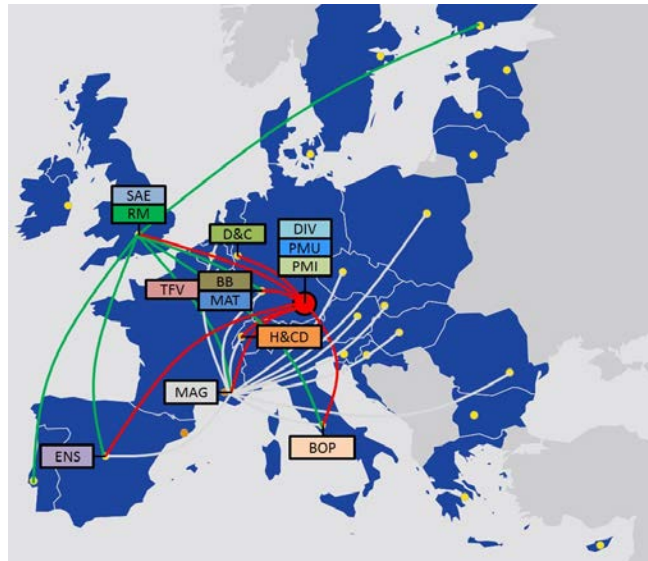 SAE
RM
D&C
DIV
PMU
PMI
TFV
BB
MAT
H&CD
MAG
ENS
BOP